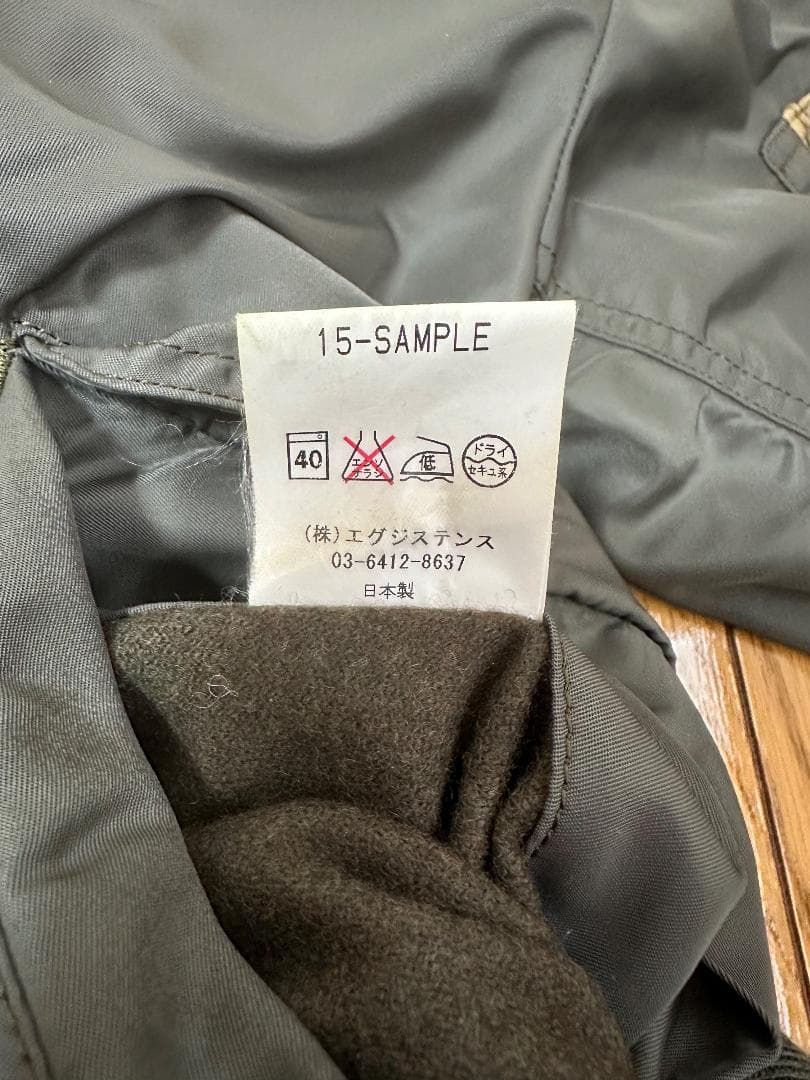 15-SAMPLE
40 エンソ サラシ 低 ドライ セキユ系
(株)エグジステンス
03-6412-8637
日本製